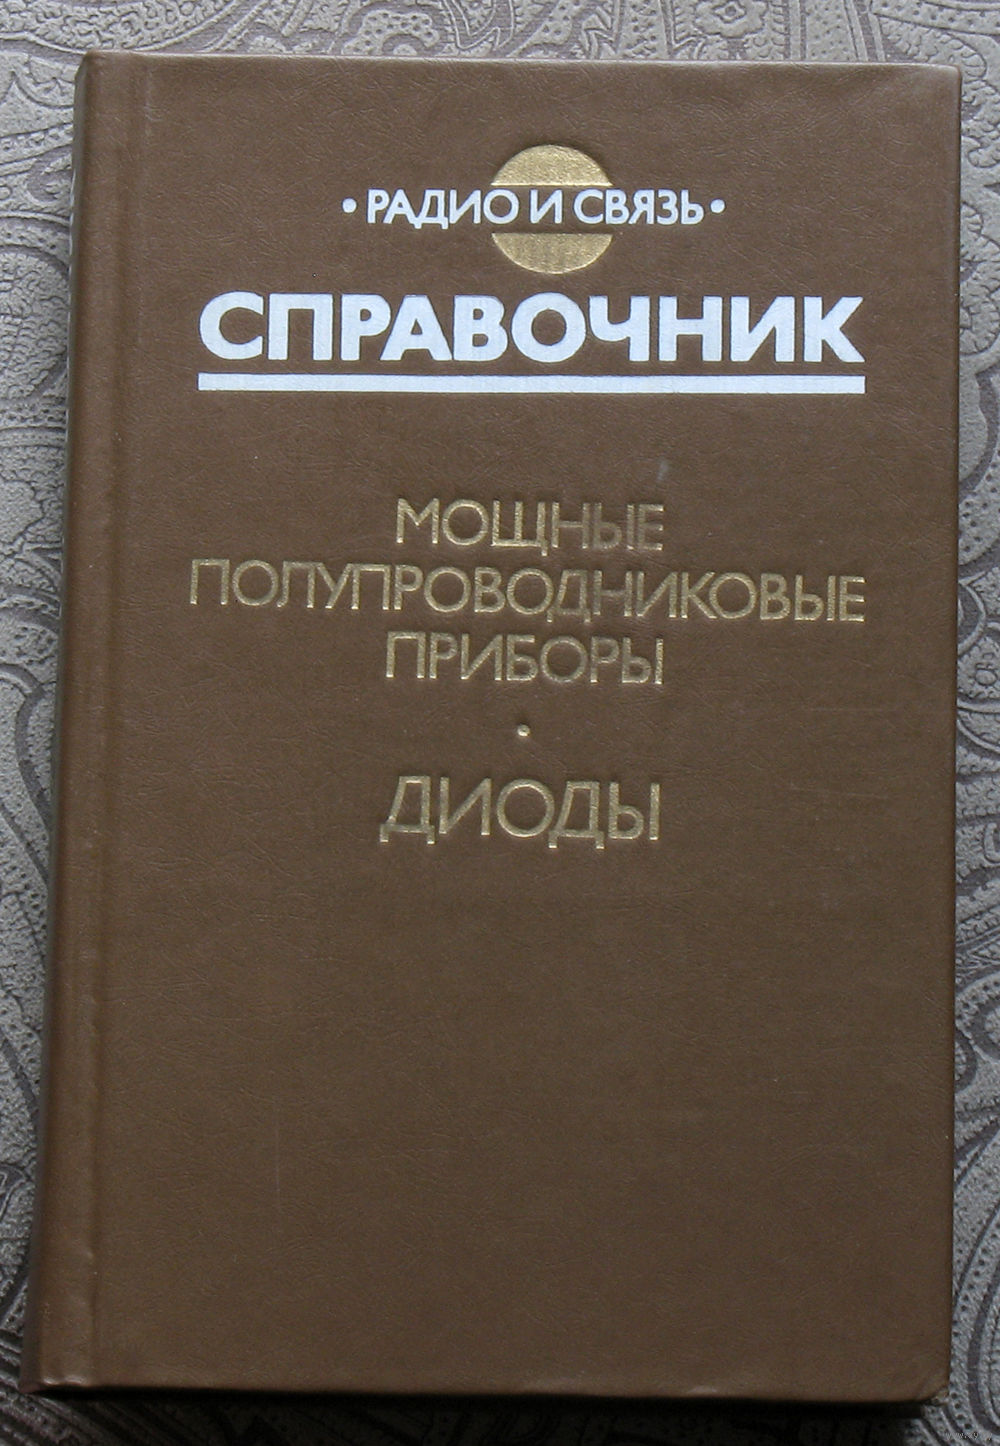 • РАДИО И СВЯЗЬ •
СПРАВОЧНИК
МОЩНЫЕ
ПОЛУПРОВОДНИКОВЫЕ
ПРИБОРЫ
•
ДИОДЫ